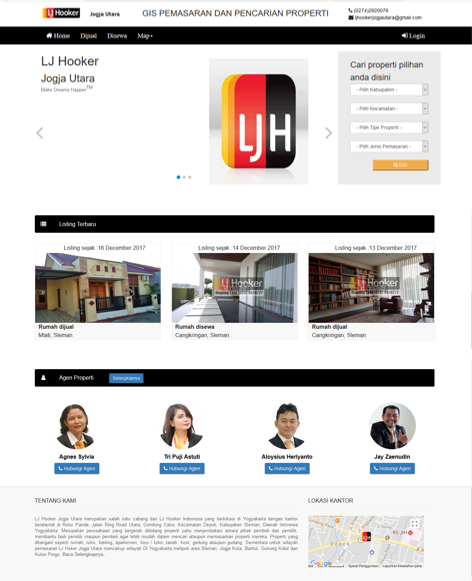 LJ Hooker Jogja Utara
GIS PEMASARAN DAN PENCARIAN PROPERTI
(0274)2920079
ljhookerjogjautara@gmail.com
Home Dijual Disewa Map
Login
LJ Hooker
Jogja Utara
TM
Cari properti pilihan
anda disini
- Pilih Kabupaten -
- Pilih Kecamatan -
- Pilih Tipe Properti -
- Pilih Jenis Pemasaran -
Cari
LJH
Listing Terbaru
Listing sejak :16 December 2017
Listing sejak :14 December 2017
Listing sejak :13 December 2017
LJ Hooker
LJ Hooker
Rumah dijual
Mlati, Sleman
Rumah disewa
Cangkringan, Sleman
Rumah dijual
Cangkringan, Sleman
Agen Properti
Selengkapnya
Agnes Sylvia
Tri Puji Astuti
Aloysius Heriyanto
Jay Zaenudin
Hubungi Agen
Hubungi Agen
Hubungi Agen
Hubungi Agen
TENTANG KAMI
LOKASI KANTOR
LJ Hooker Jogja Utara merupakan salah satu cabang dari LJ Hooker Indonesia yang berlokasi di Yogyakarta dengan kantor
beralamat di Ruko Panda, Jalan Ring Road Utara, Condong Catur, Kecamatan Depok, Kabupaten Sleman, Daerah Istimewa
Yogyakarta. Merupakan perusahaan yang bergerak dibidang properti yaitu menjembatani antara pihak pembeli dan pemilik,
membantu baik pemilik maupun pembeli agar lebih mudah dalam mencari ataupun memasarkan properti mereka. Properti yang
ditangani seperti rumah, ruko, kavling, apartemen, kios / toko, tanah, kost, gedung ataupun gudang. Sementara untuk wilayah
pemasaran LJ Hoker Jogja Utara mencakup wilayah DI Yogyakarta meliputi area Sleman, Joga Kota, Bantul, Gunung Kidul dan
Kulon Progo. Baca Selengkapnya..
Google
Syarat Penggunaan
Laporkan kesalahan peta